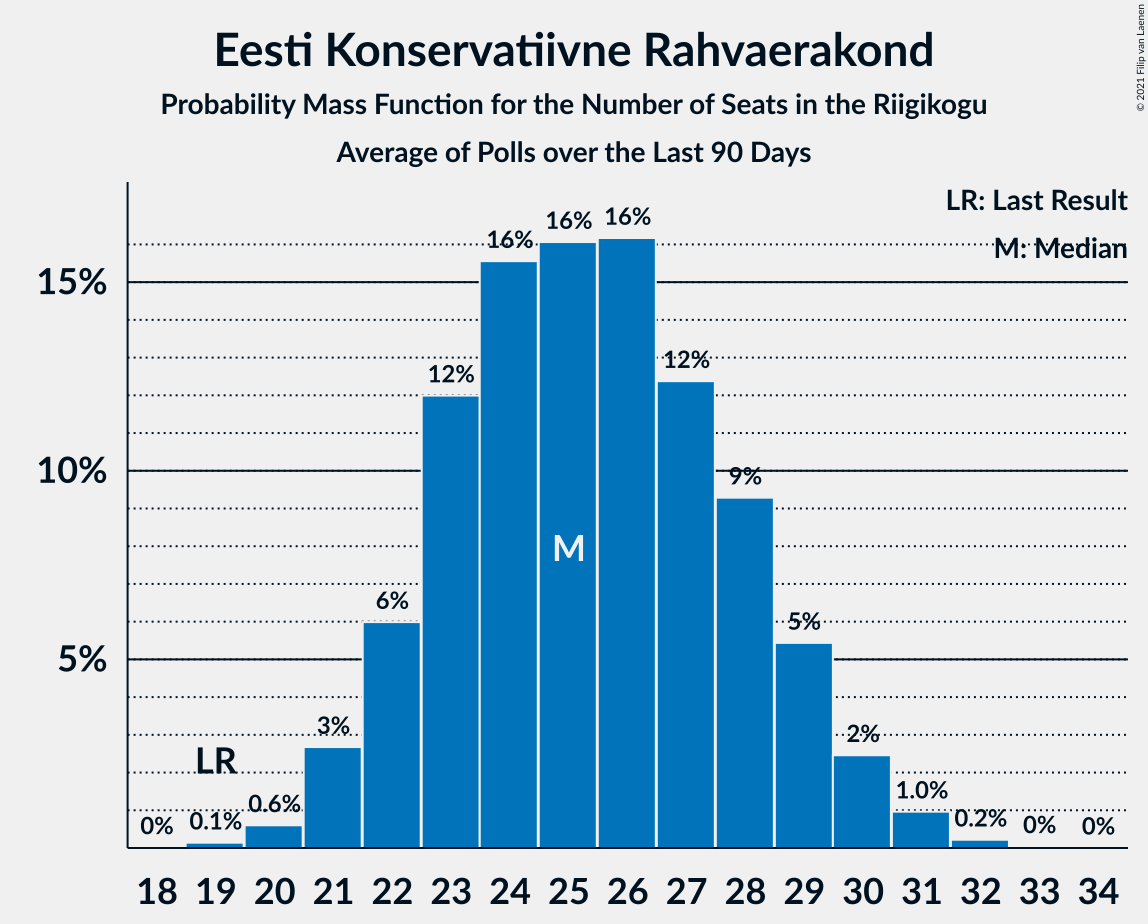 Eesti Konservatiivne Rahvaerakond
Probability Mass Function for the Number of Seats in the Riigikogu
Average of Polls over the Last 90 Days
© 2021 Filip van Laenen
LR: Last Result
M: Median
15%
10%
5%
0%
0.1%
0.6%
3%
6%
12%
16%
16%
16%
12%
9%
5%
2%
1.0%
0.2%
0%
0%
LR
M
18 19 20 21 22 23 24 25 26 27 28 29 30 31 32 33 34